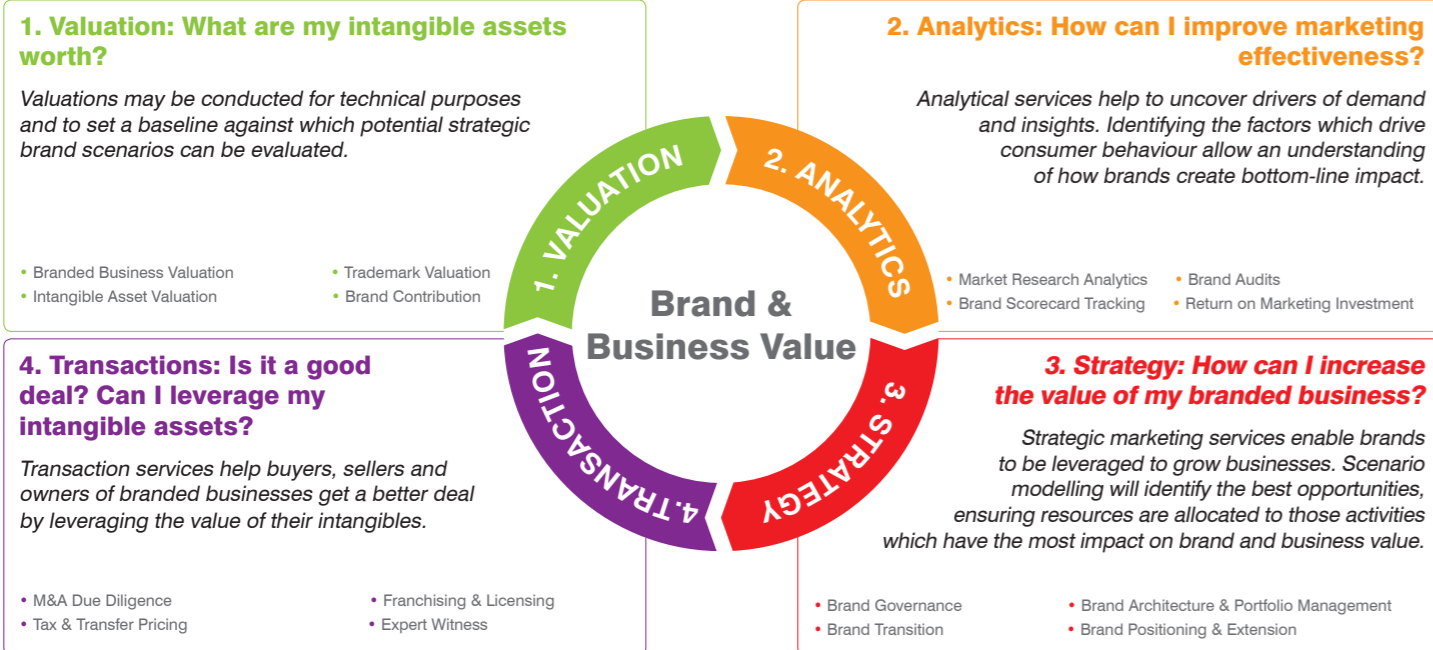 1. Valuation: What are my intangible assets
worth?
Valuations may be conducted for technical purposes
and to set a baseline against which potential strategic
brand scenarios can be evaluated.
• Branded Business Valuation
• Intangible Asset Valuation
• Trademark Valuation
• Brand Contribution
2. Analytics: How can I improve marketing
effectiveness?
Analytical services help to uncover drivers of demand
and insights. Identifying the factors which drive
consumer behaviour allow an understanding
of how brands create bottom-line impact.
• Market Research Analytics
• Brand Scorecard Tracking
• Brand Audits
• Return on Marketing Investment
1. VALUATION
2. ANALYTICS
3. STRATEGY
4.TRANSACTION
Brand &
Business Value
4. Transactions: Is it a good
deal? Can I leverage my
intangible assets?
Transaction services help buyers, sellers and
owners of branded businesses get a better deal
by leveraging the value of their intangibles.
• M&A Due Diligence
• Tax & Transfer Pricing
• Franchising & Licensing
• Expert Witness
3. Strategy: How can I increase
the value of my branded business?
Strategic marketing services enable brands
to be leveraged to grow businesses. Scenario
modelling will identify the best opportunities,
ensuring resources are allocated to those activities
which have the most impact on brand and business value.
• Brand Governance
• Brand Transition
• Brand Architecture & Portfolio Management
• Brand Positioning & Extension